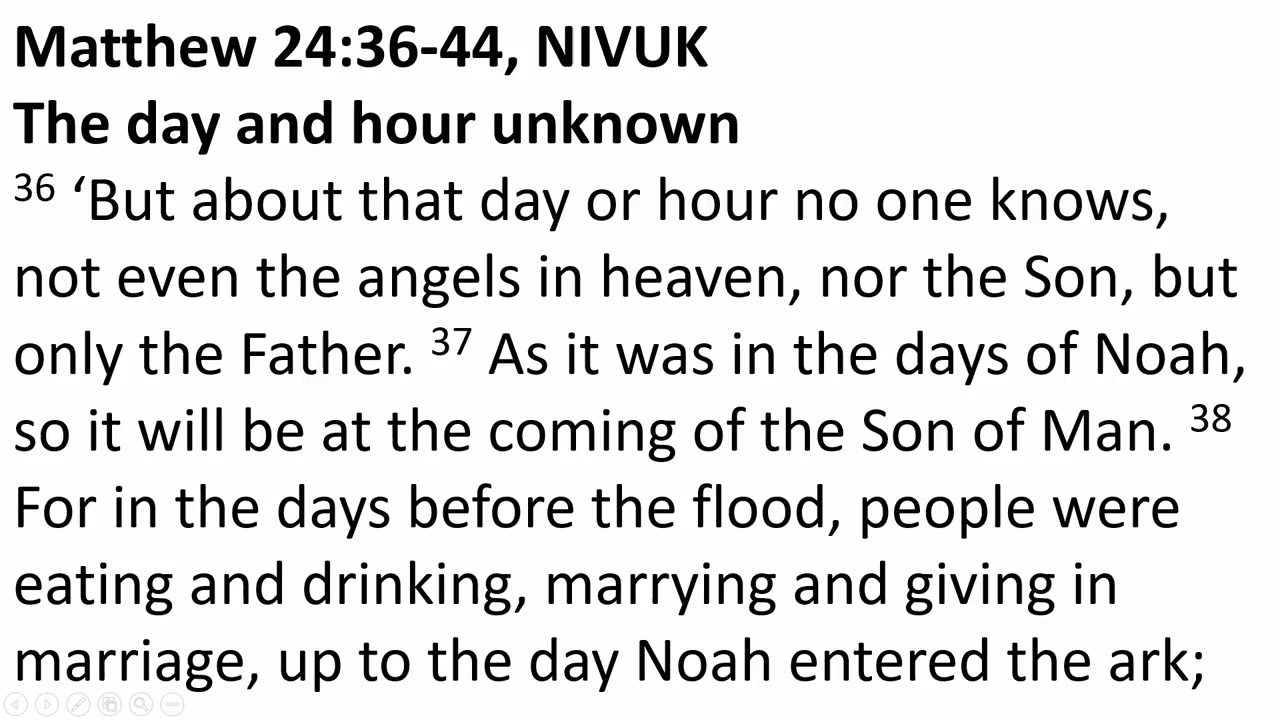 Matthew 24:36-44, NIVUK
The day and hour unknown
36 ‘But about that day or hour no one knows,
not even the angels in heaven, nor the Son, but
only the Father. 37 As it was in the days of Noah,
so it will be at the coming of the Son of Man. 38
For in the days before the flood, people were
eating and drinking, marrying and giving in
marriage, up to the day Noah entered the ark;